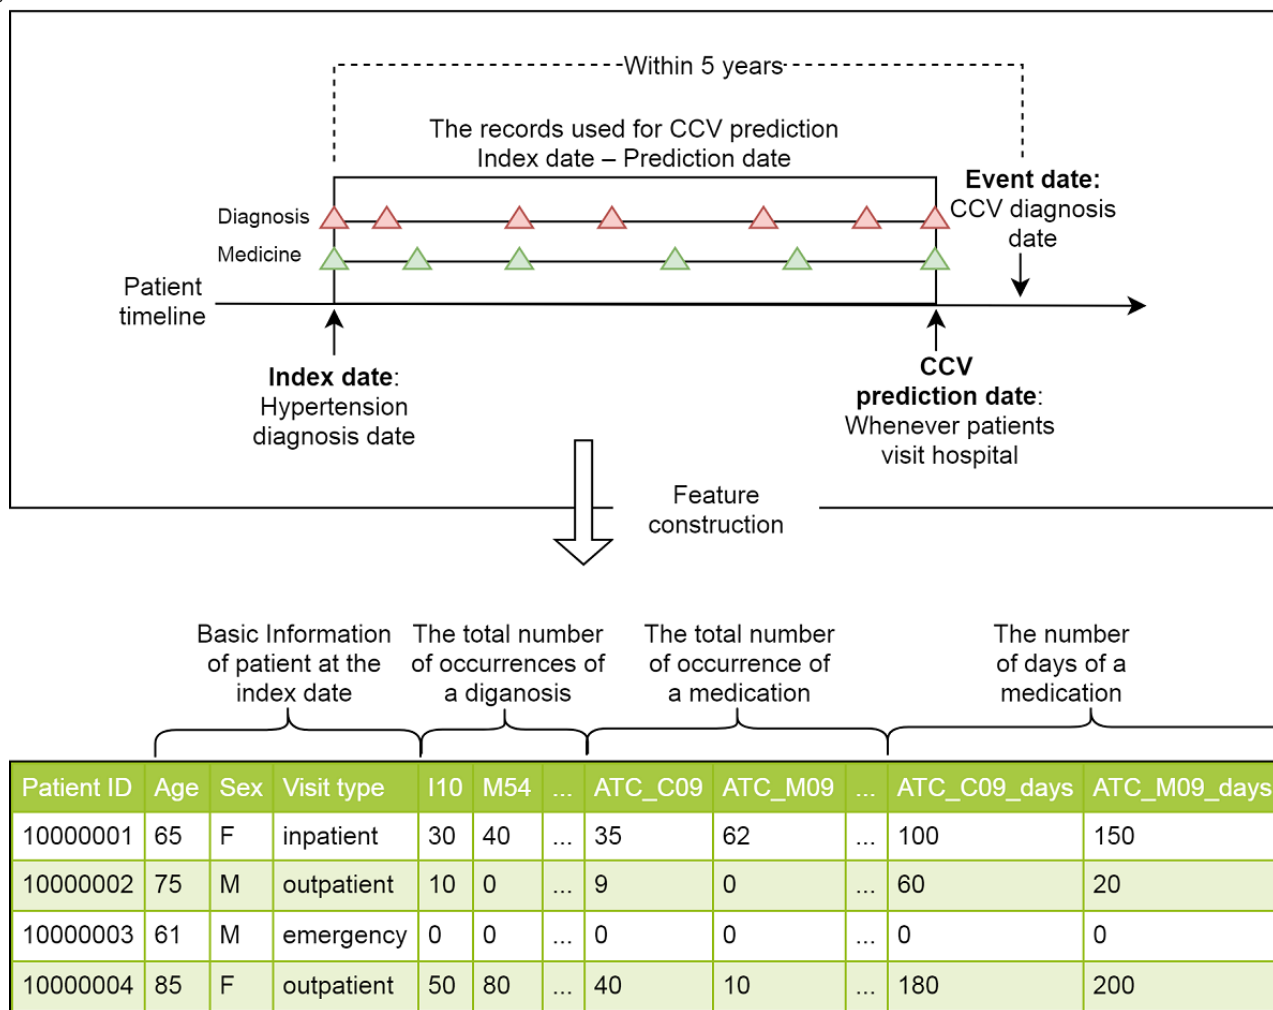 Within 5 years
The records used for CCV prediction
Index date – Prediction date
Event date:
CCV diagnosis
date
Diagnosis
Medicine
Patient
timeline
Index date:
Hypertension
diagnosis date
CCV
prediction date:
Whenever patients
visit hospital
Feature
construction
Basic Information
of patient at the
index date
The total number
of occurrences of
a diganosis
The total number
of occurrence of
a medication
The number
of days of a
medication
Patient ID Age Sex Visit type I10 M54 ... ATC_C09 ATC_M09 ... ATC_C09_days ATC_M09_days
10000001 65 F inpatient 30 40 ... 35 62 ... 100 150
10000002 75 M outpatient 10 0 ... 9 0 ... 60 20
10000003 61 M emergency 0 0 ... 0 0 ... 0 0
10000004 85 F outpatient 50 80 ... 40 10 ... 180 200